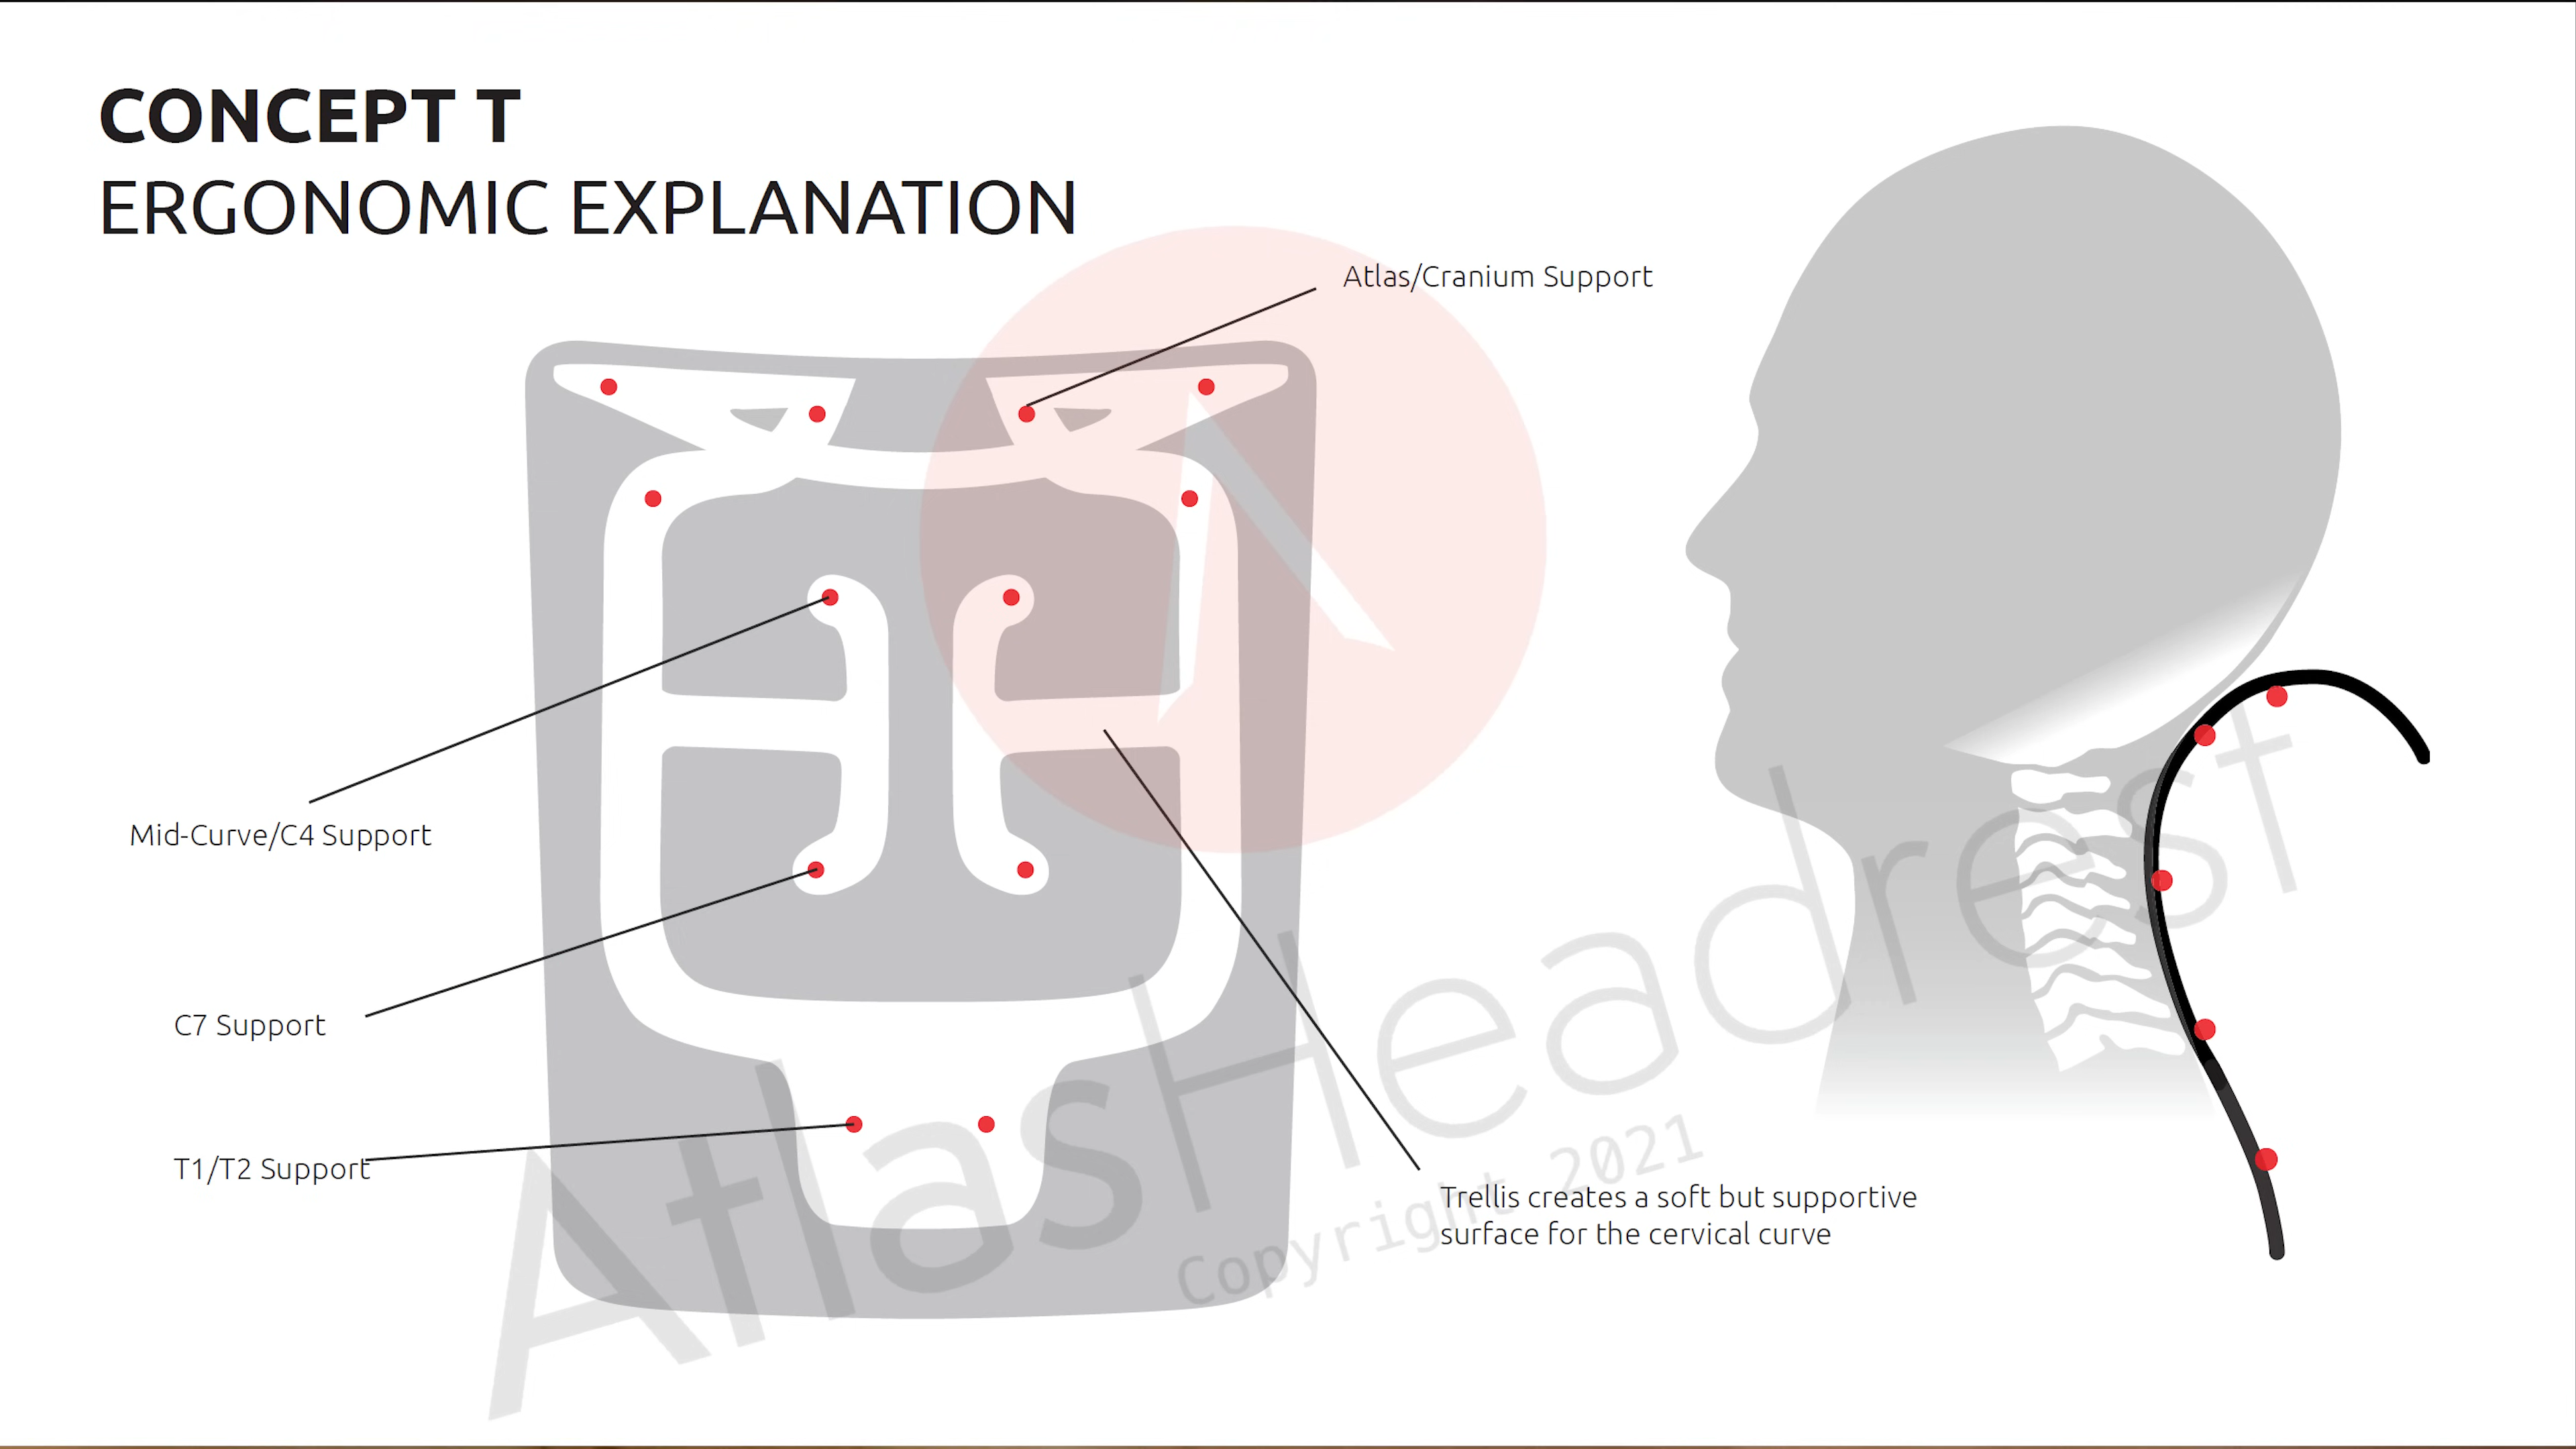 CONCEPT T
ERGONOMIC EXPLANATION
Atlas/Cranium Support
Mid-Curve/C4 Support
C7 Support
T1/T2 Support
Trellis creates a soft but supportive
surface for the cervical curve
AtlasHeadrest
Copyright 2021